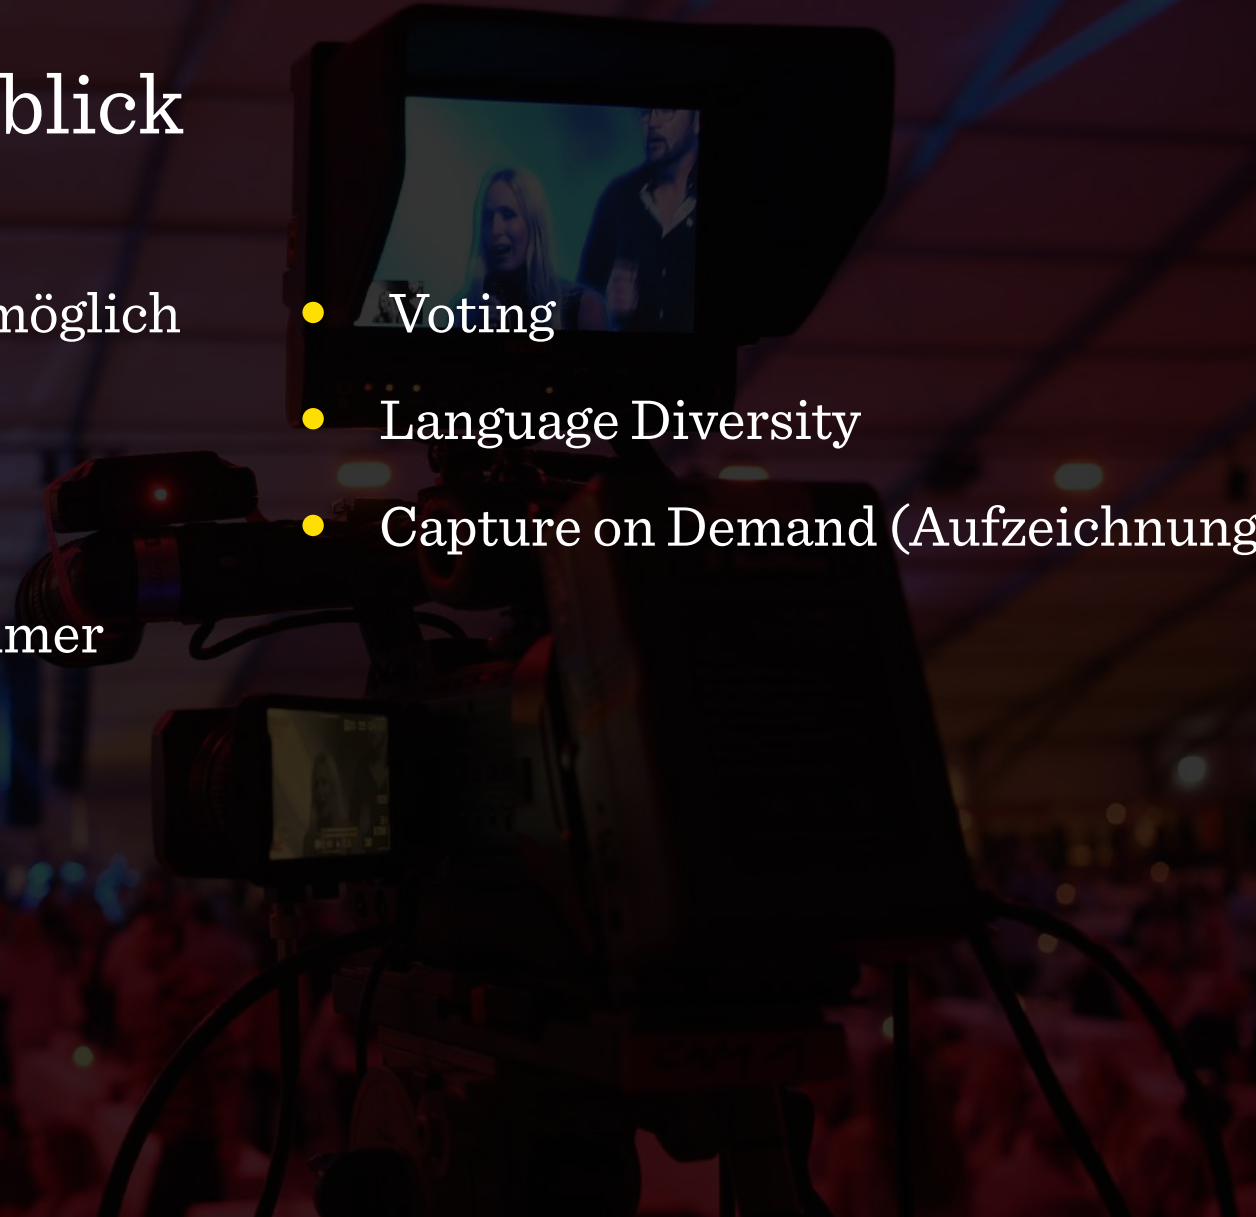 blick
möglich
Voting
Language Diversity
Capture on Demand (Aufzeichnung
mer